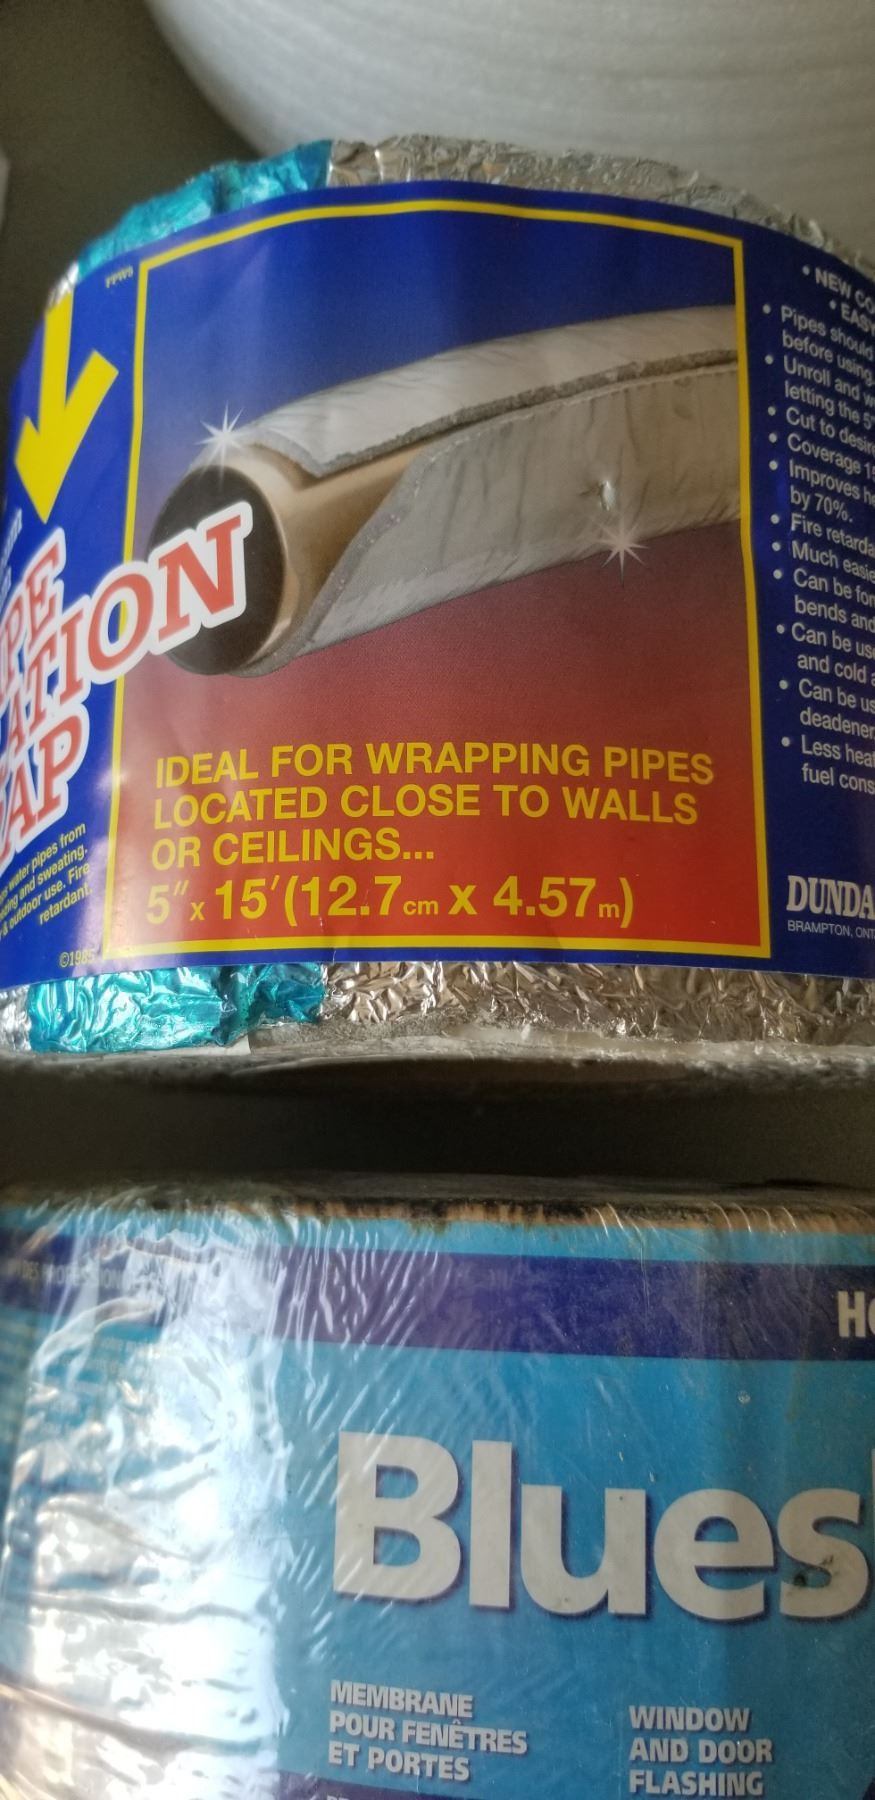 FPW5
PE
ATION
AP
water pipes from
and sweating.
& outdoor use. Fire
retardant.
©1985
IDEAL FOR WRAPPING PIPES
LOCATED CLOSE TO WALLS
OR CEILINGS...
5" x 15' (12.7cm x 4.57m)
• NEW CO
• EASY
• Pipes should
before using.
• Unroll and w
letting the 5"
• Cut to desire
• Coverage 15
• Improves he
by 70%.
• Fire retarda
• Much easie
• Can be for
bends and
• Can be use
and cold a
• Can be us
deadener
• Less heat
fuel cons
DUNDA
BRAMPTON, ONT
HO
Blues
MEMBRANE
POUR FENÊTRES
ET PORTES
WINDOW
AND DOOR
FLASHING